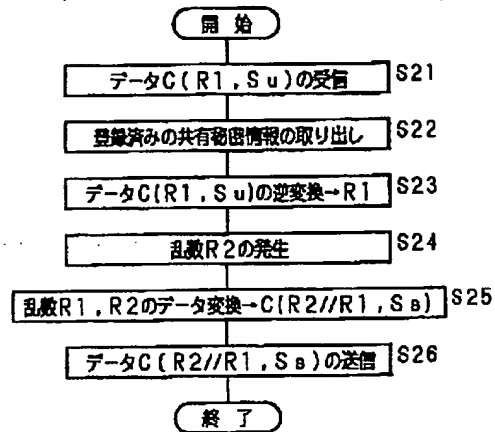 開 始
データC(R1,Su)の受信 S21
登録済みの共有秘密情報の取り出し S22
データC(R1,Su)の逆変換→R1 S23
乱数R2の発生 S24
乱数R1,R2のデータ変換→C(R2//R1,SB) S25
データC(R2//R1,SB)の送信 S26
終 了